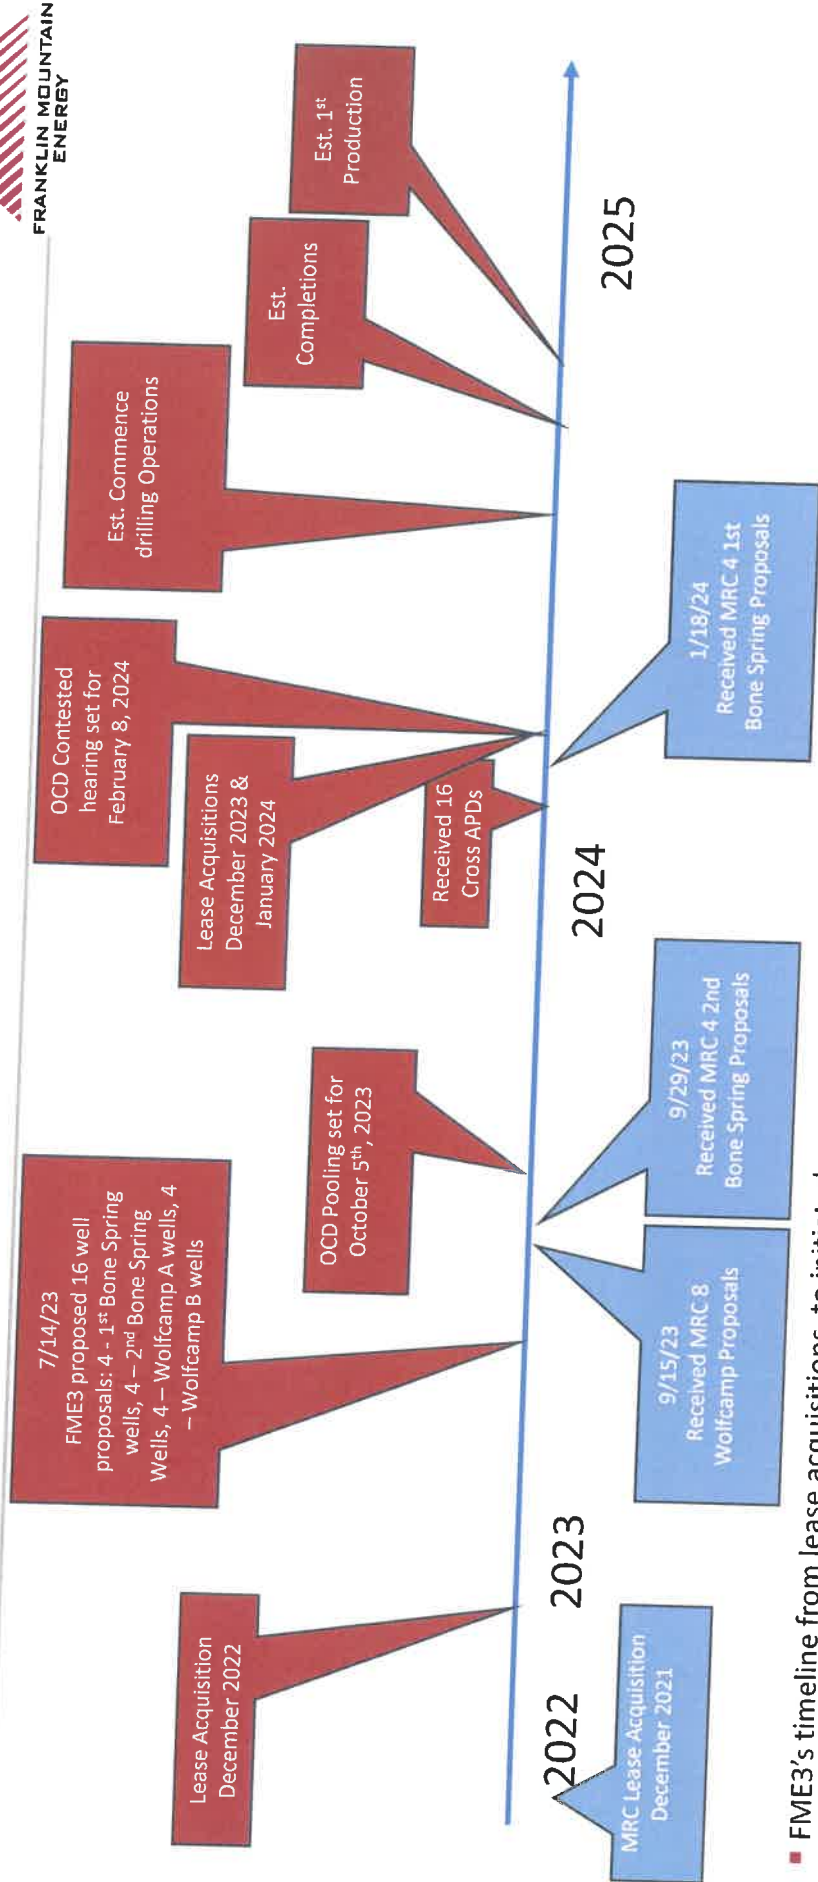 FRANKLIN MOUNTAIN
ENERGY
Lease Acquisition
December 2022
7/14/23
FME3 proposed 16 well
proposals: 4 - 1st Bone Spring
wells, 4 – 2nd Bone Spring
Wells, 4 – Wolfcamp A wells, 4
– Wolfcamp B wells
OCD Pooling set for
October 5th, 2023
OCD Contested
hearing set for
February 8, 2024
Lease Acquisitions
December 2023 &
January 2024
Received 16
Cross APDs
Est. Commence
drilling Operations
Est.
Completions
Est. 1st
Production
2022
2023
2024
2025
MRC Lease Acquisition
December 2021
9/15/23
Received MRC 8
Wolfcamp Proposals
9/29/23
Received MRC 4 2nd
Bone Spring Proposals
1/18/24
Received MRC 4 1st
Bone Spring Proposals
▪ FME3's timeline from lease acquisitions, to initial